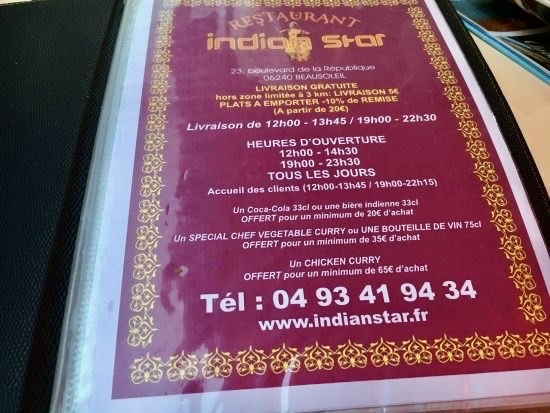 RESTAURANT
indian star
23, boulevard de la République
06240 BEAUSOLEIL
LIVRAISON GRATUITE
hors zone limitée à 3 km: LIVRAISON 5€
PLATS A EMPORTER -10% de REMISE
(A partir de 20€)
Livraison de 12h00 - 13h45 / 19h00 - 22h30
HEURES D'OUVERTURE
12h00 - 14h30
19h00 - 23h30
TOUS LES JOURS
Accueil des clients (12h00-13h45 / 19h00-22h15)
Un Coca-Cola 33cl ou une bière indienne 33cl
OFFERT pour un minimum de 20€ d'achat
Un SPECIAL CHEF VEGETABLE CURRY ou UNE BOUTEILLE DE VIN 75cl
OFFERT pour un minimum de 35€ d'achat
Un CHICKEN CURRY
OFFERT pour un minimum de 65€ d'achat
Tél : 04 93 41 94 34
www.indianstar.fr